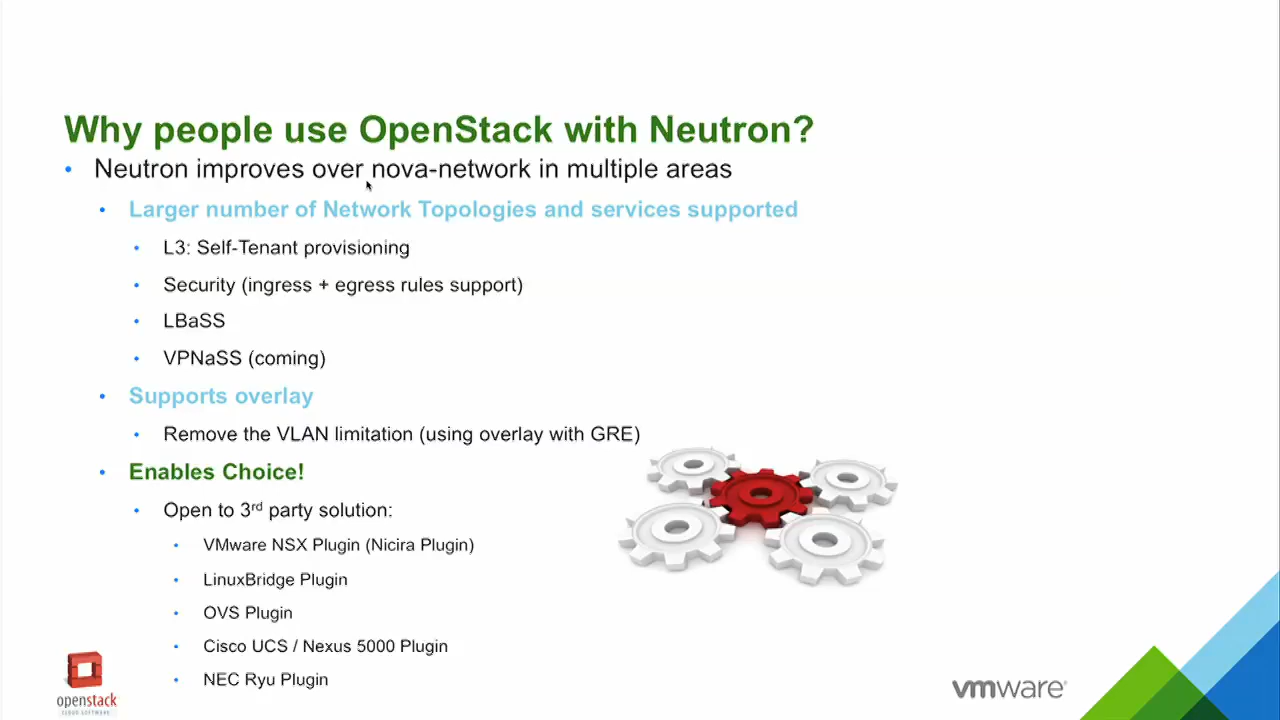 Why people use OpenStack with Neutron?
• Neutron improves over nova-network in multiple areas
• Larger number of Network Topologies and services supported
• L3: Self-Tenant provisioning
• Security (ingress + egress rules support)
• LBaSS
• VPNaSS (coming)
• Supports overlay
• Remove the VLAN limitation (using overlay with GRE)
• Enables Choice!
• Open to 3rd party solution:
• VMware NSX Plugin (Nicira Plugin)
• LinuxBridge Plugin
• OVS Plugin
• Cisco UCS / Nexus 5000 Plugin
• NEC Ryu Plugin
openstack
CLOUD SOFTWARE
vmware